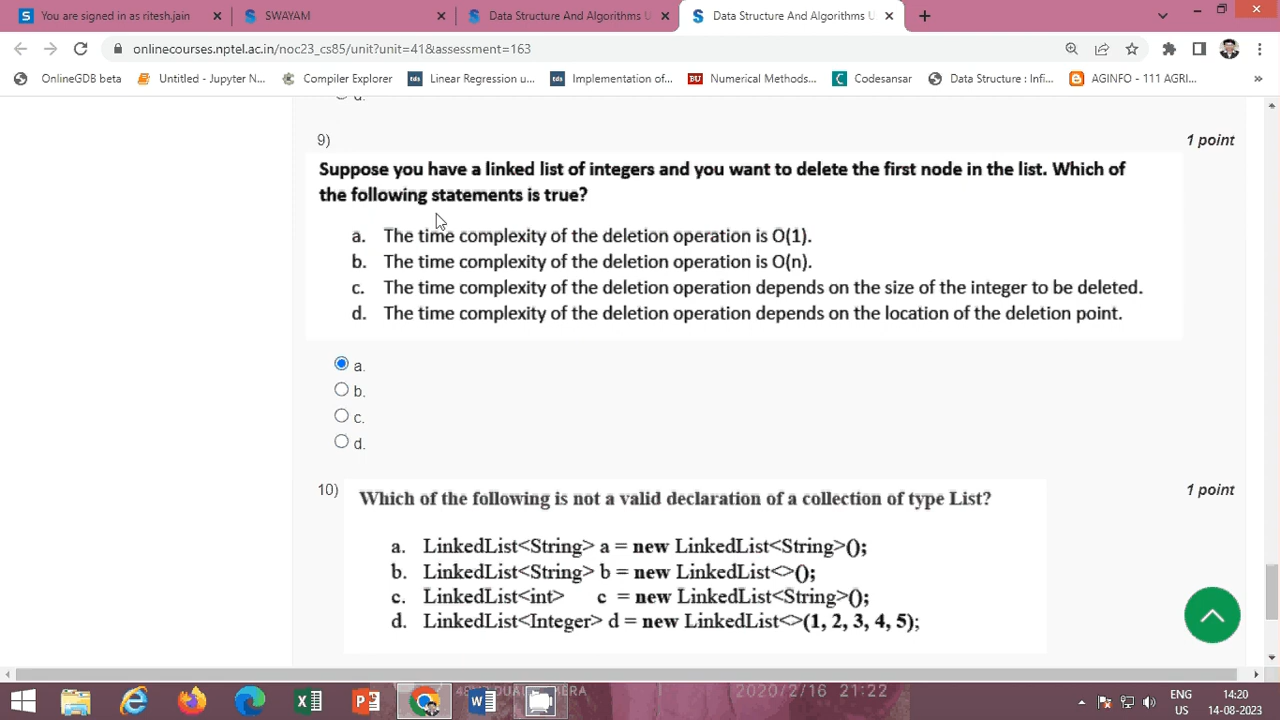 You are signed in as ritesh.jain
SWAYAM
Data Structure And Algorithms U
Data Structure And Algorithms U
onlinecourses.nptel.ac.in/noc23_cs85/unit?unit=41&assessment=163
OnlineGDB beta
Untitled - Jupyter N...
Compiler Explorer
tds
Linear Regression u...
tds
Implementation of...
BU
Numerical Methods...
Codesansar
Data Structure : Infi...
AGINFO - 111 AGRI...
»
d.
9)
1 point
Suppose you have a linked list of integers and you want to delete the first node in the list. Which of
the following statements is true?
a. The time complexity of the deletion operation is O(1).
b. The time complexity of the deletion operation is O(n).
c. The time complexity of the deletion operation depends on the size of the integer to be deleted.
d. The time complexity of the deletion operation depends on the location of the deletion point.
a.
b.
c.
d.
10)
1 point
Which of the following is not a valid declaration of a collection of type List?
a. LinkedList<String> a = new LinkedList<String>();
b. LinkedList<String> b = new LinkedList<>();
c. LinkedList<int> c = new LinkedList<String>();
d. LinkedList<Integer> d = new LinkedList<>(1, 2, 3, 4, 5);
2020/2/16 21:22
ENG
US
14:20
14-08-2023